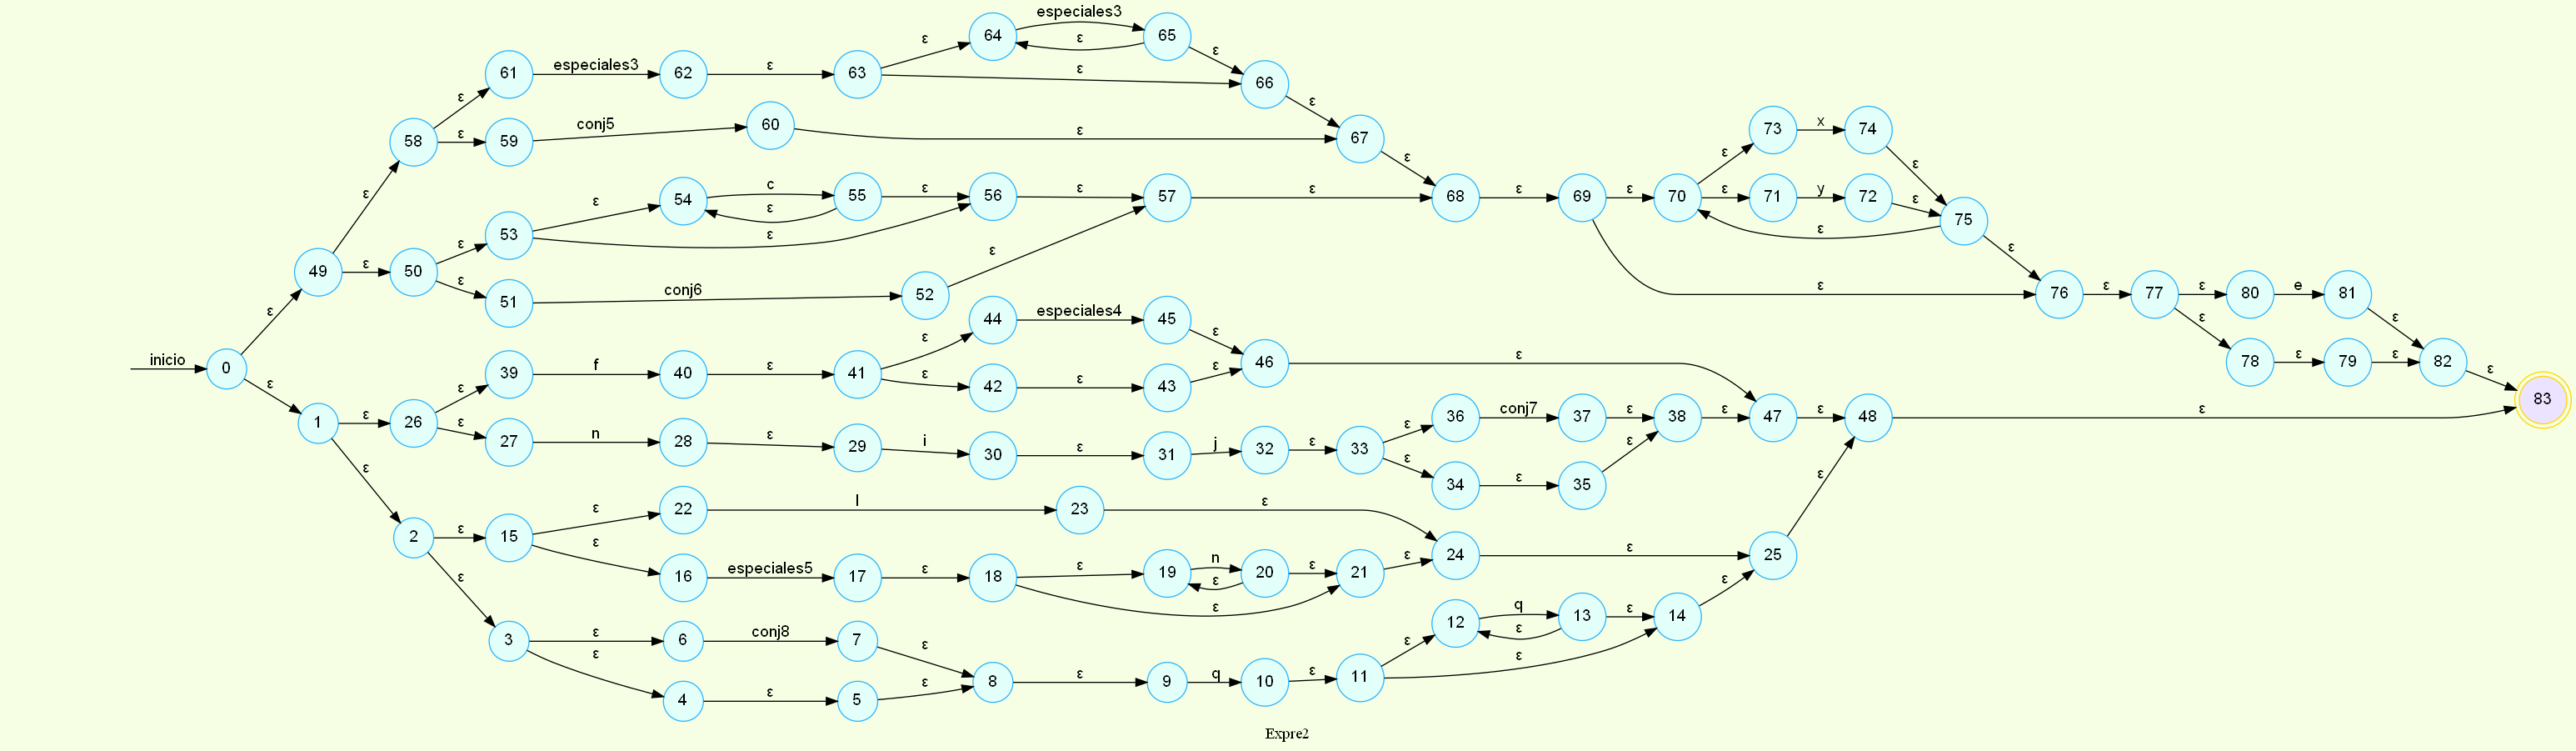 especiales3
64 ε 65
ε ε
61 especiales3 62 ε 63 ε 66
ε ε
58 ε 59 conj5 60 ε 67 73 x 74
ε ε ε
ε 54 c 55 ε 56 ε 57 ε 68 ε 69 ε 70 ε 71 y 72 ε 75
ε ε ε
53 ε ε ε
49 ε 50 ε
ε 51 conj6 52 ε 76 ε 77 ε 80 e 81
ε 44 especiales4 45 ε ε ε
ε 46 ε 78 ε 79 ε 82
inicio 0 39 f 40 ε 41 ε 42 ε 43 ε ε
ε ε 83
1 ε 26 ε 27 n 28 ε 29 i 30 ε 31 j 32 ε 33 ε 36 conj7 37 ε 38 ε 47 ε 48 ε
ε ε 34 ε 35 ε
ε 22 l 23 ε ε
2 ε 15 ε 24 ε 25
16 especiales5 17 ε 18 ε 19 n 20 ε 21 ε
ε ε ε
ε 12 q 13 ε 14 ε
3 ε 6 conj8 7 ε ε ε
ε 4 ε 5 ε 8 ε 9 q 10 ε 11 ε
Expre2